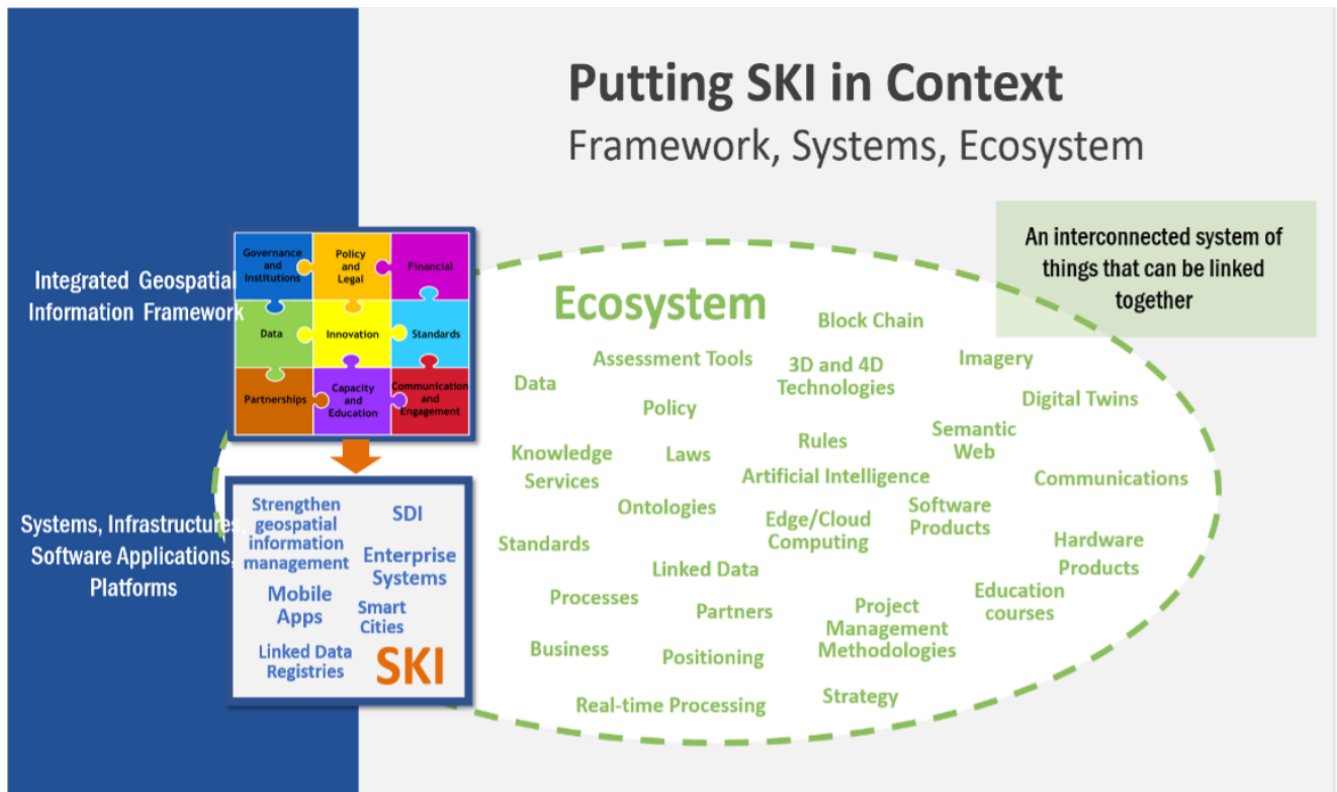 Putting SKI in Context
Framework, Systems, Ecosystem
An interconnected system of
things that can be linked
together
Integrated Geospatial
Information Framework
Governance
and
Institutions
Policy
and
Legal
Financial
Data
Innovation
Standards
Partnerships
Capacity
and
Education
Communication
and
Engagement
Systems, Infrastructures,
Software Applications,
Platforms
Strengthen
geospatial
information
management
SDI
Enterprise
Systems
Mobile
Apps
Smart
Cities
Linked Data
Registries
SKI
Ecosystem
Block Chain
Assessment Tools
3D and 4D
Technologies
Imagery
Data
Policy
Digital Twins
Knowledge
Services
Laws
Rules
Semantic
Web
Artificial Intelligence
Communications
Ontologies
Edge/Cloud
Computing
Software
Products
Standards
Hardware
Products
Linked Data
Processes
Partners
Project
Management
Methodologies
Education
courses
Business
Positioning
Real-time Processing
Strategy